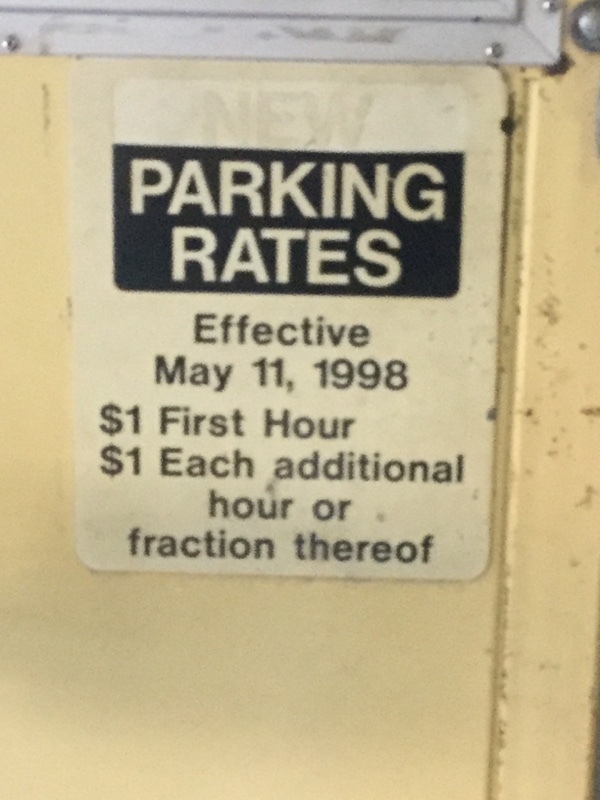 NEW
PARKING
RATES
Effective
May 11, 1998
$1 First Hour
$1 Each additional
hour or
fraction thereof